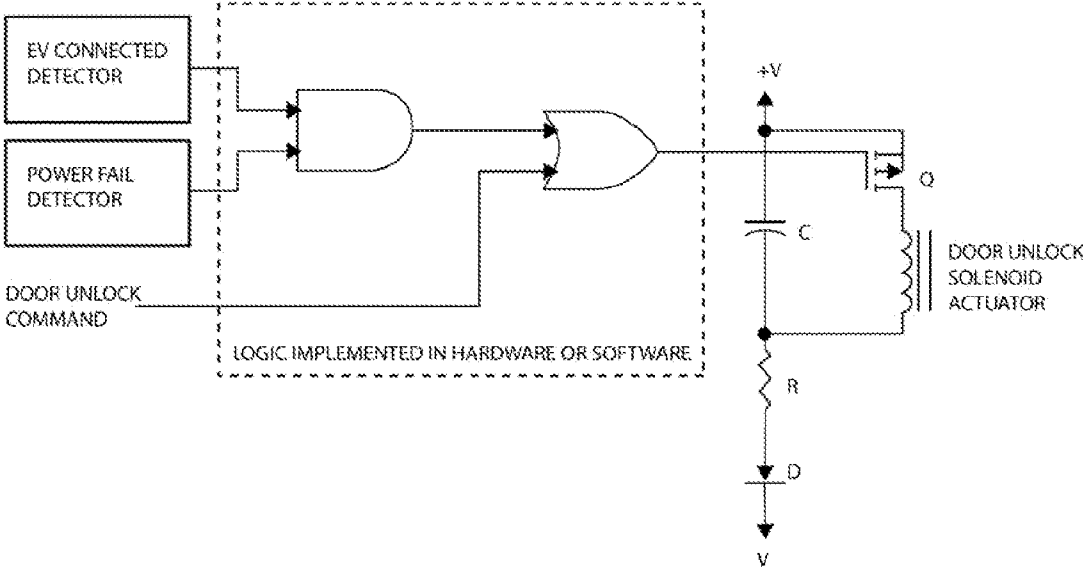 EV CONNECTED
DETECTOR
POWER FAIL
DETECTOR
DOOR UNLOCK
COMMAND
LOGIC IMPLEMENTED IN HARDWARE OR SOFTWARE
+V
Q
C
DOOR UNLOCK
SOLENOID
ACTUATOR
R
D
V